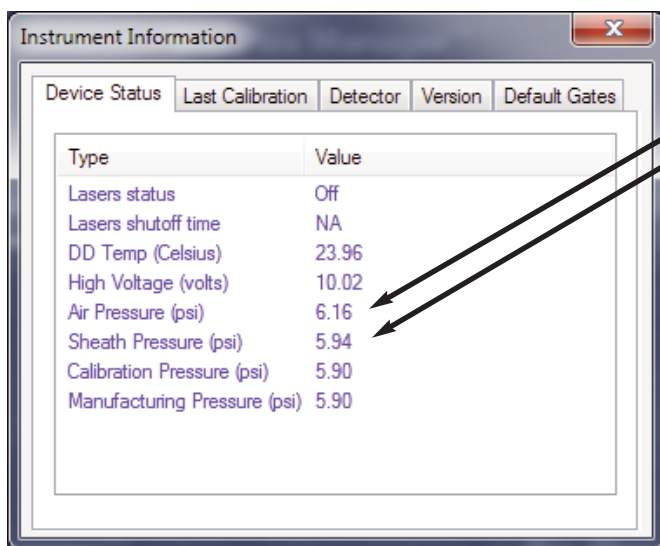 Instrument Information
Device Status Last Calibration Detector Version Default Gates
Type Value
Lasers status Off
Lasers shutoff time NA
DD Temp (Celsius) 23.96
High Voltage (volts) 10.02
Air Pressure (psi) 6.16
Sheath Pressure (psi) 5.94
Calibration Pressure (psi) 5.90
Manufacturing Pressure (psi) 5.90